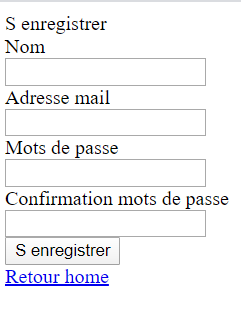 S enregistrer
Nom
Adresse mail
Mots de passe
Confirmation mots de passe
S enregistrer
Retour home